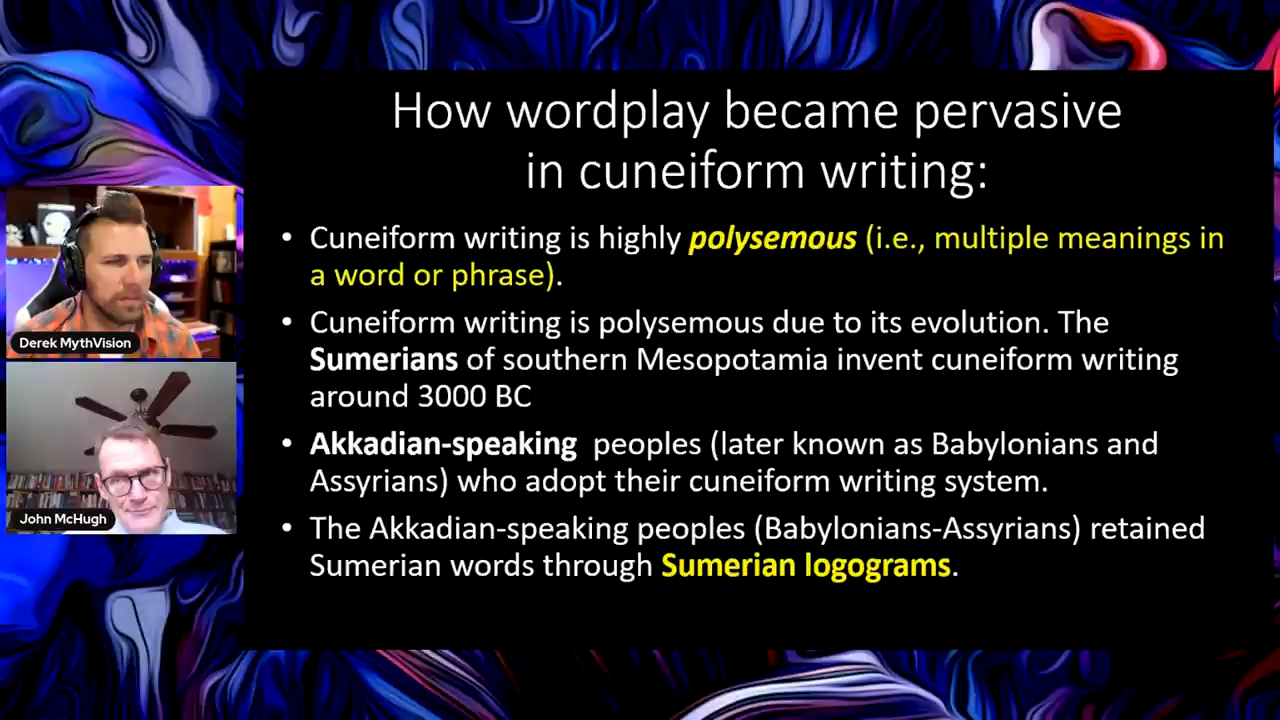 How wordplay became pervasive
in cuneiform writing:
• Cuneiform writing is highly polysemous (i.e., multiple meanings in
a word or phrase).
• Cuneiform writing is polysemous due to its evolution. The
Sumerians of southern Mesopotamia invent cuneiform writing
around 3000 BC
• Akkadian-speaking peoples (later known as Babylonians and
Assyrians) who adopt their cuneiform writing system.
• The Akkadian-speaking peoples (Babylonians-Assyrians) retained
Sumerian words through Sumerian logograms.
Derek MythVision
John McHugh